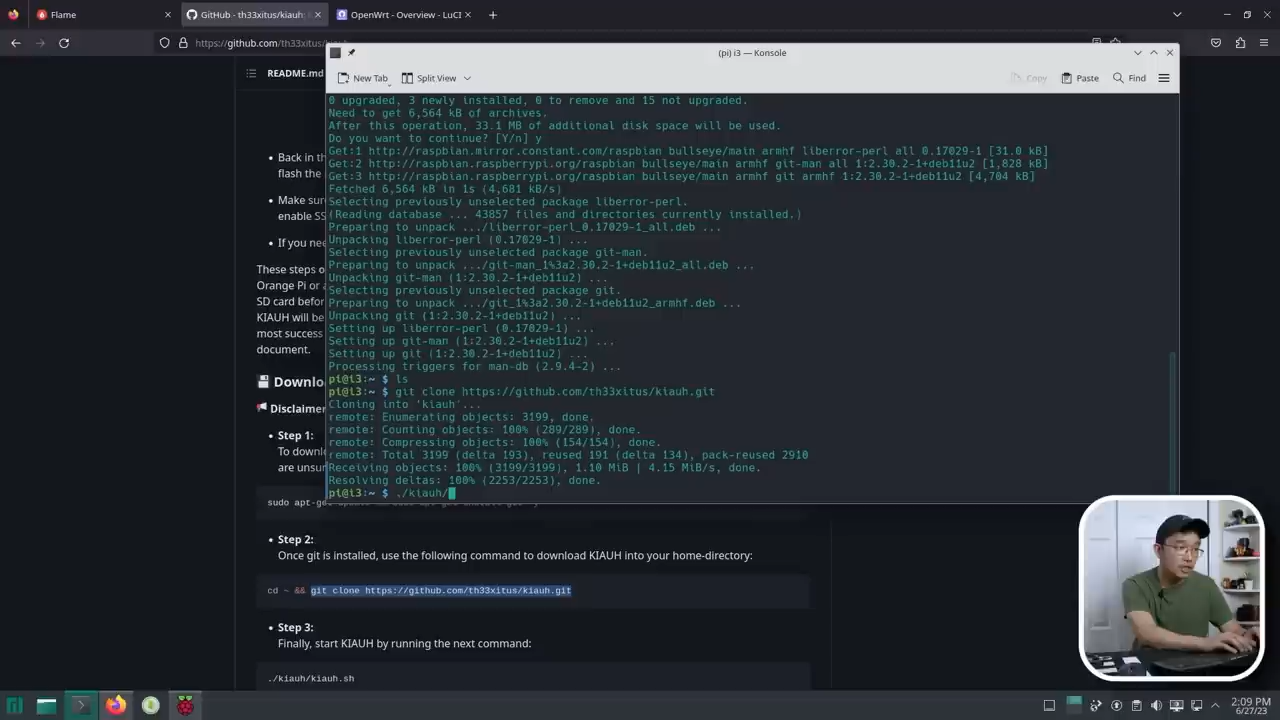 Flame
GitHub - th33xitus/kiauh:
OpenWrt - Overview - LuCI
https://github.com/th33xitus/kiauh
(pi) i3 — Konsole
README.md
New Tab
Split View
Copy
Paste
Find
0 upgraded, 3 newly installed, 0 to remove and 15 not upgraded.
Need to get 6,564 kB of archives.
After this operation, 33.1 MB of additional disk space will be used.
Do you want to continue? [Y/n] y
Get:1 http://raspbian.mirror.constant.com/raspbian bullseye/main armhf liberror-perl all 0.17029-1 [31.0 kB]
Get:2 http://raspbian.raspberrypi.org/raspbian bullseye/main armhf git-man all 1:2.30.2-1+deb11u2 [1,828 kB]
Get:3 http://raspbian.raspberrypi.org/raspbian bullseye/main armhf git armhf 1:2.30.2-1+deb11u2 [4,704 kB]
Fetched 6,564 kB in 1s (4,681 kB/s)
Selecting previously unselected package liberror-perl.
(Reading database ... 43857 files and directories currently installed.)
Preparing to unpack .../liberror-perl_0.17029-1_all.deb ...
Unpacking liberror-perl (0.17029-1) ...
Selecting previously unselected package git-man.
Preparing to unpack .../git-man_1%3a2.30.2-1+deb11u2_all.deb ...
Unpacking git-man (1:2.30.2-1+deb11u2) ...
Selecting previously unselected package git.
Preparing to unpack .../git_1%3a2.30.2-1+deb11u2_armhf.deb ...
Unpacking git (1:2.30.2-1+deb11u2) ...
Setting up liberror-perl (0.17029-1) ...
Setting up git-man (1:2.30.2-1+deb11u2) ...
Setting up git (1:2.30.2-1+deb11u2) ...
Processing triggers for man-db (2.9.4-2) ...
pi@i3:~ $ ls
pi@i3:~ $ git clone https://github.com/th33xitus/kiauh.git
Cloning into 'kiauh'...
remote: Enumerating objects: 3199, done.
remote: Counting objects: 100% (289/289), done.
remote: Compressing objects: 100% (154/154), done.
remote: Total 3199 (delta 193), reused 191 (delta 134), pack-reused 2910
Receiving objects: 100% (3199/3199), 1.10 MiB | 4.15 MiB/s, done.
Resolving deltas: 100% (2253/2253), done.
pi@i3:~ $ ./kiauh/
Back in th
flash the
Make sur
enable SS
If you nee
These steps o
Orange Pi or
SD card befor
KIAUH will be
most success
document.
Downlo
Disclaimer
Step 1:
To downl
are unsur
Step 2:
Once git is installed, use the following command to download KIAUH into your home-directory:
cd ~ && git clone https://github.com/th33xitus/kiauh.git
Step 3:
Finally, start KIAUH by running the next command:
./kiauh/kiauh.sh
2:09 PM
6/27/23